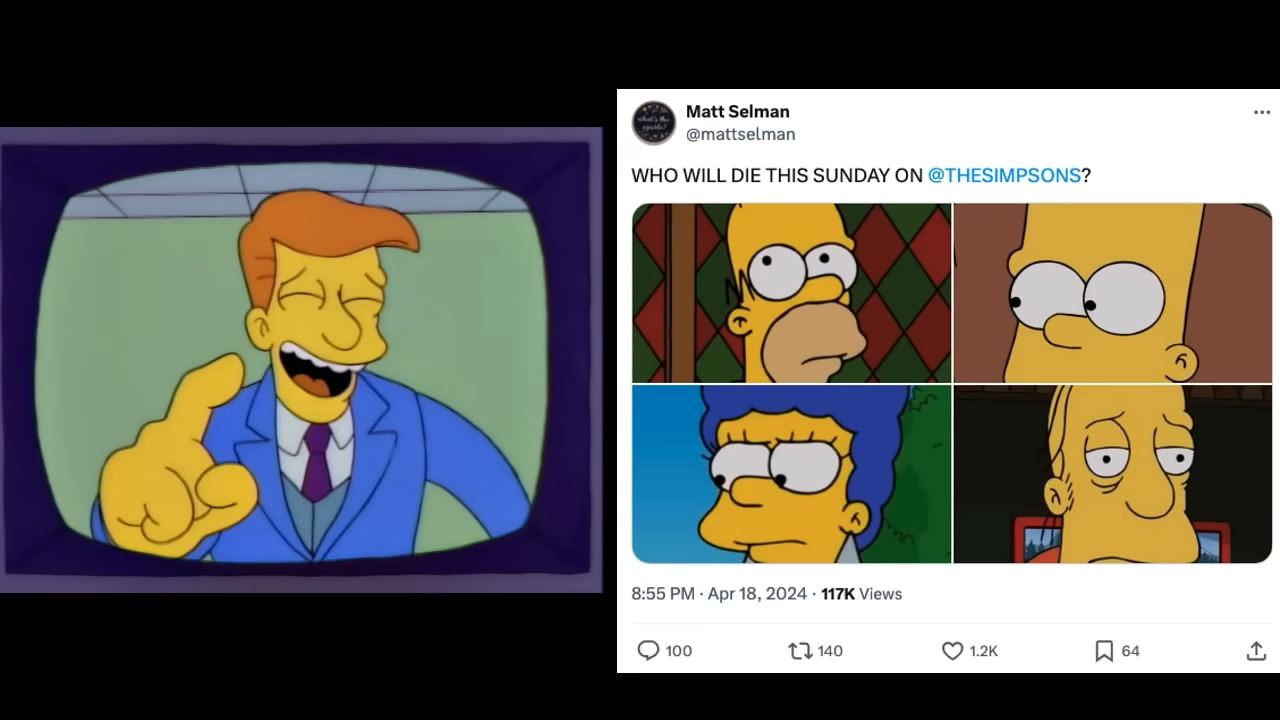 Matt Selman
@mattselman
WHO WILL DIE THIS SUNDAY ON @THESIMPSONS?
8:55 PM · Apr 18, 2024 · 117K Views
100
140
1.2K
64